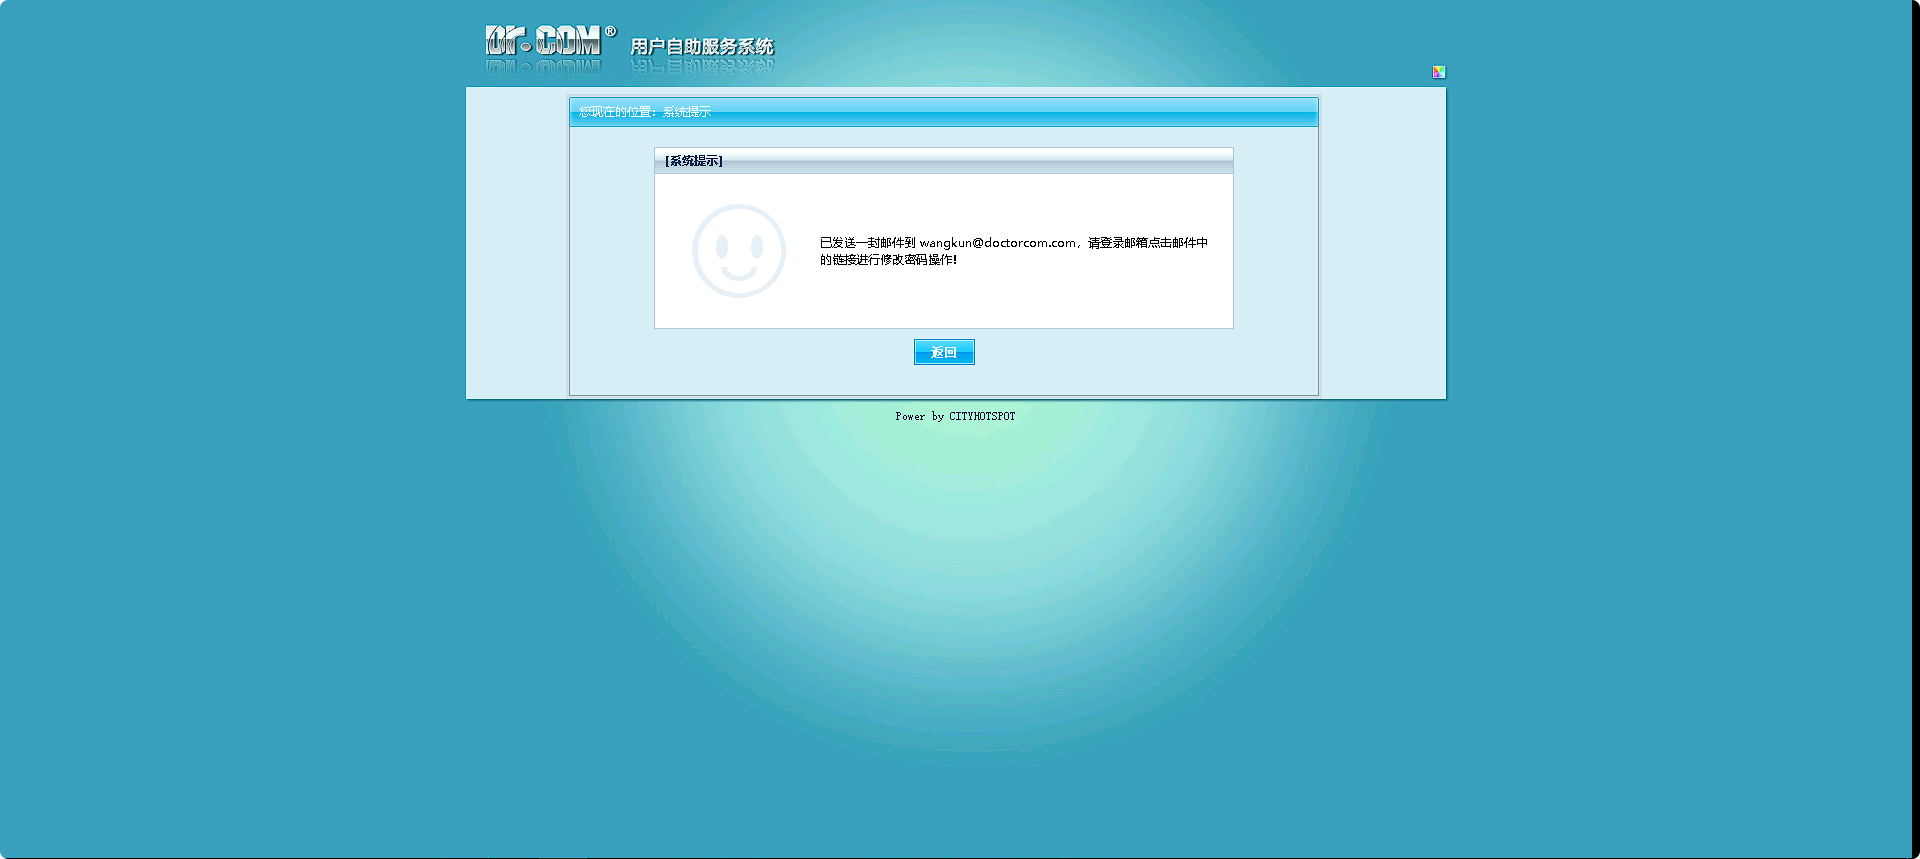 Dr.COM® 用户自助服务系统
您现在的位置：系统提示
[系统提示]
已发送一封邮件到 wangkun@doctorcom.com，请登录邮箱点击邮件中
的链接进行修改密码操作！
返回
Power by CITYHOTSPOT